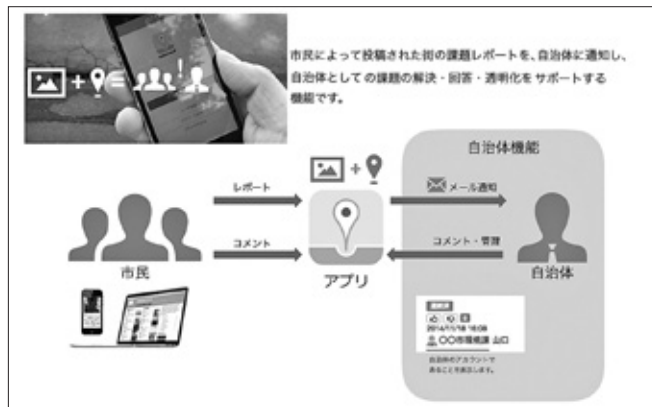 市民によって投稿された街の課題レポートを、自治体に通知し、
自治体としての課題の解決・回答・透明化をサポートする
機能です。
自治体機能
レポート
メール通知
コメント
コメント・管理
市民
アプリ
自治体
2014/11/18 16:08
〇〇市環境課 山口
自治体のアカウントで
あることを表示します。